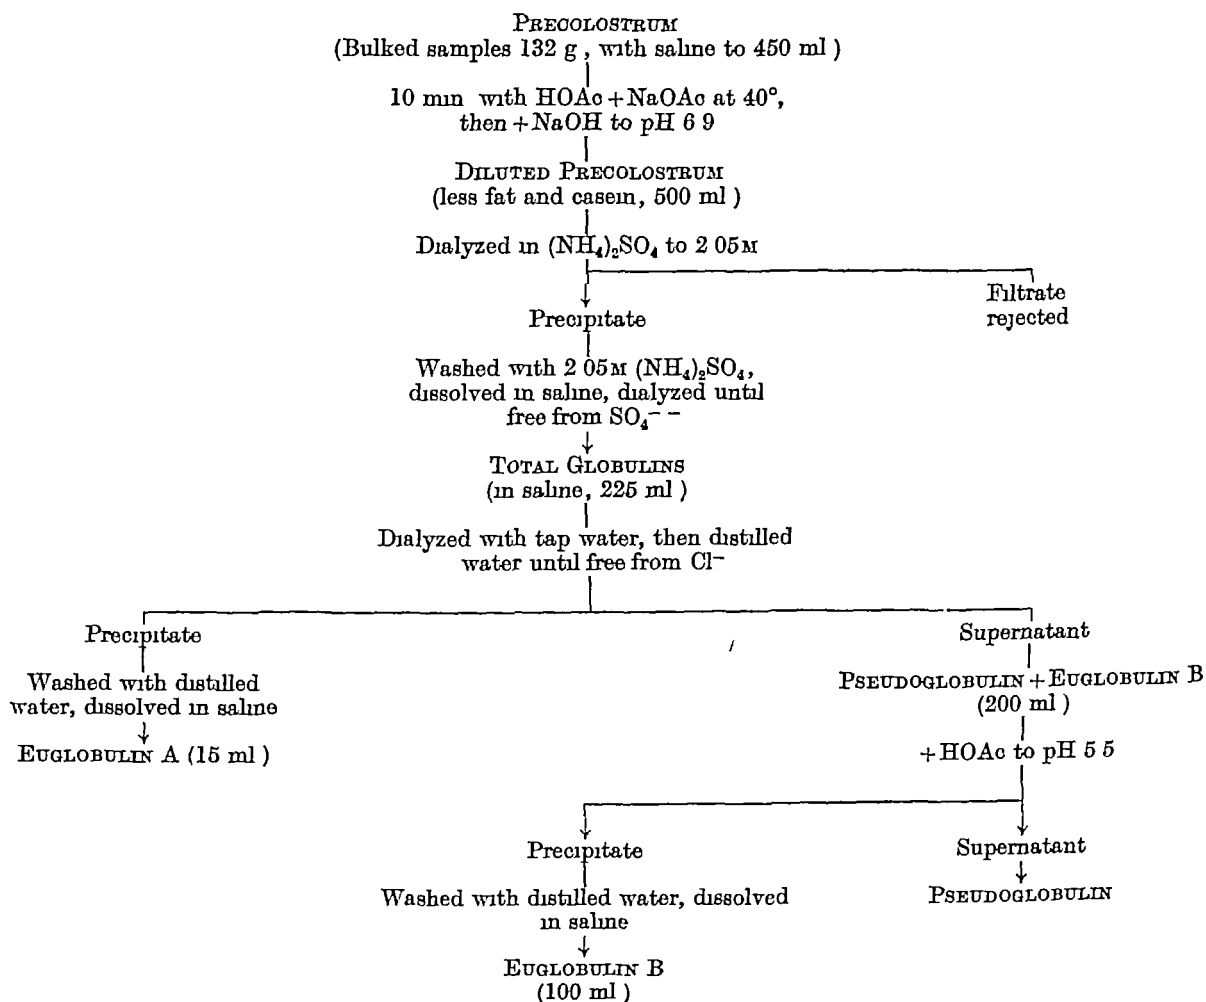 PRECOLOSTRUM
(Bulked samples 132 g, with saline to 450 ml)
10 min with HOAc+NaOAc at 40°,
then +NaOH to pH 6 9
DILUTED PRECOLOSTRUM
(less fat and casein, 500 ml)
Dialyzed in (NH₄)₂SO₄ to 2 05M
Filtrate
rejected
Precipitate
Washed with 2 05M (NH₄)₂SO₄,
dissolved in saline, dialyzed until
free from SO₄⁻⁻
TOTAL GLOBULINS
(in saline, 225 ml)
Dialyzed with tap water, then distilled
water until free from Cl⁻
Precipitate
Washed with distilled
water, dissolved in saline
EUGLOBULIN A (15 ml)
Supernatant
PSEUDOGLOBULIN+EUGLOBULIN B
(200 ml)
+HOAc to pH 5 5
Precipitate
Washed with distilled water, dissolved
in saline
EUGLOBULIN B
(100 ml)
Supernatant
PSEUDOGLOBULIN